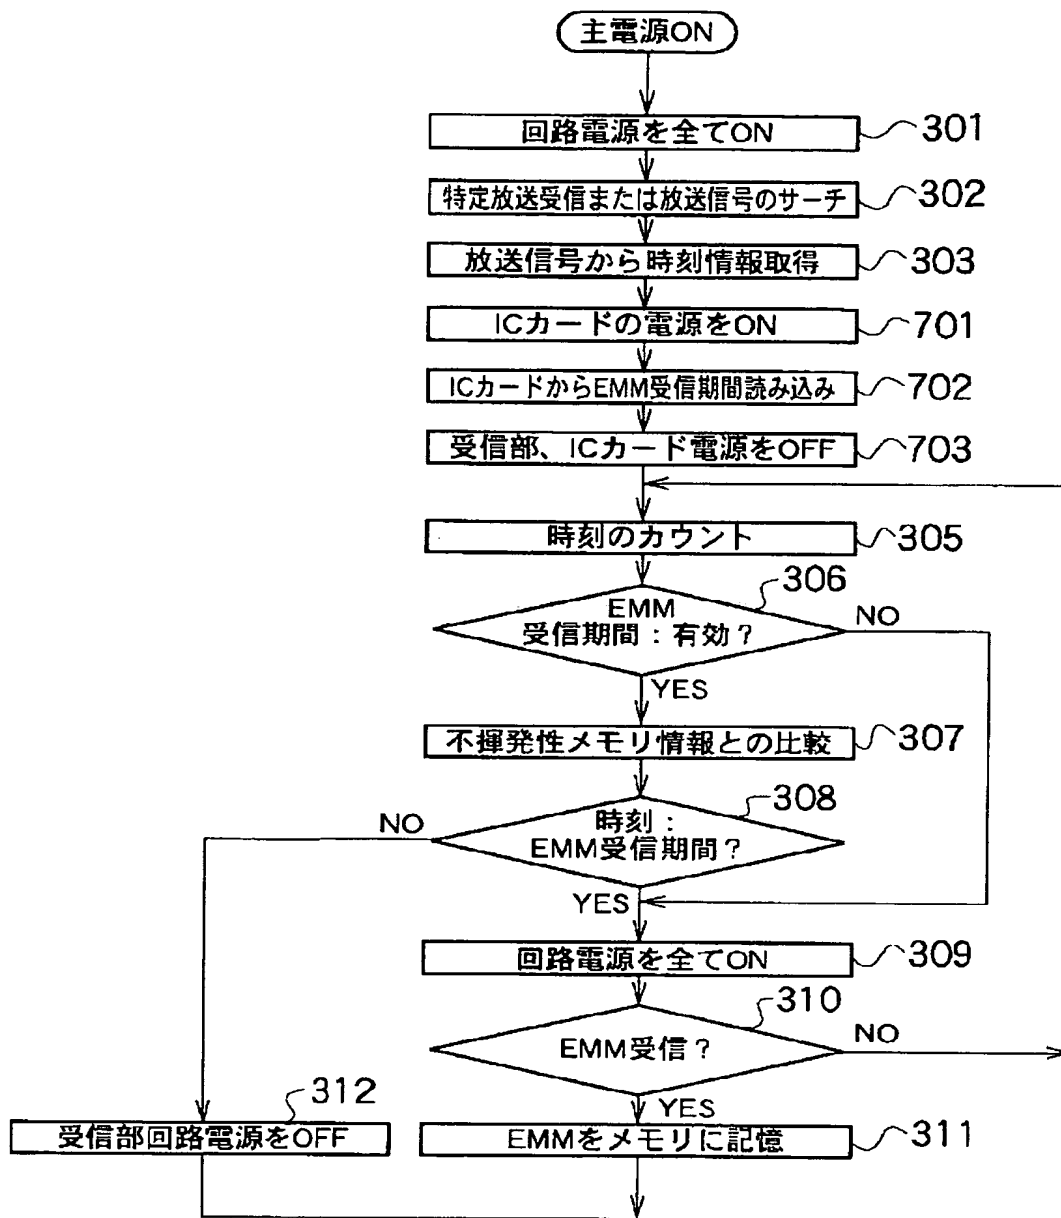 主電源ON
回路電源を全てON
301
特定放送受信または放送信号のサーチ
302
放送信号から時刻情報取得
303
ICカードの電源をON
701
ICカードからEMM受信期間読み込み
702
受信部、ICカード電源をOFF
703
時刻のカウント
305
306
EMM
受信期間：有効？
NO
YES
不揮発性メモリ情報との比較
307
308
NO
時刻：
EMM受信期間？
YES
回路電源を全てON
309
310
EMM受信？
NO
YES
312
受信部回路電源をOFF
EMMをメモリに記憶
311